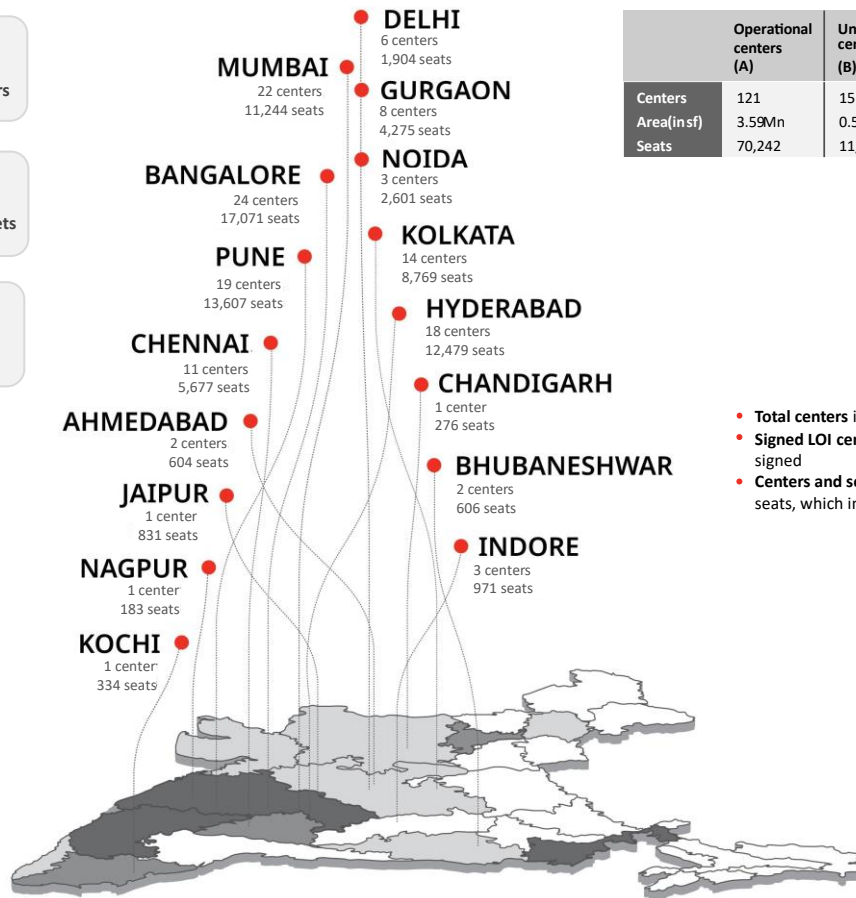 DELHI
6 centers
1,904 seats
MUMBAI
22 centers
11,244 seats
GURGAON
8 centers
4,275 seats
NOIDA
3 centers
2,601 seats
BANGALORE
24 centers
17,071 seats
KOLKATA
14 centers
8,769 seats
PUNE
19 centers
13,607 seats
HYDERABAD
18 centers
12,479 seats
CHENNAI
11 centers
5,677 seats
CHANDIGARH
1 center
276 seats
AHMEDABAD
2 centers
604 seats
BHUBANESHWAR
2 centers
606 seats
JAIPUR
1 center
831 seats
INDORE
3 centers
971 seats
NAGPUR
1 center
183 seats
KOCHI
1 center
334 seats
Operational
centers
(A)
(B)
Centers 121 15
Area(in sf) 3.59Mn
Seats 70,242
• Total centers
• Signed LOI
signed
• Centers and
seats, which